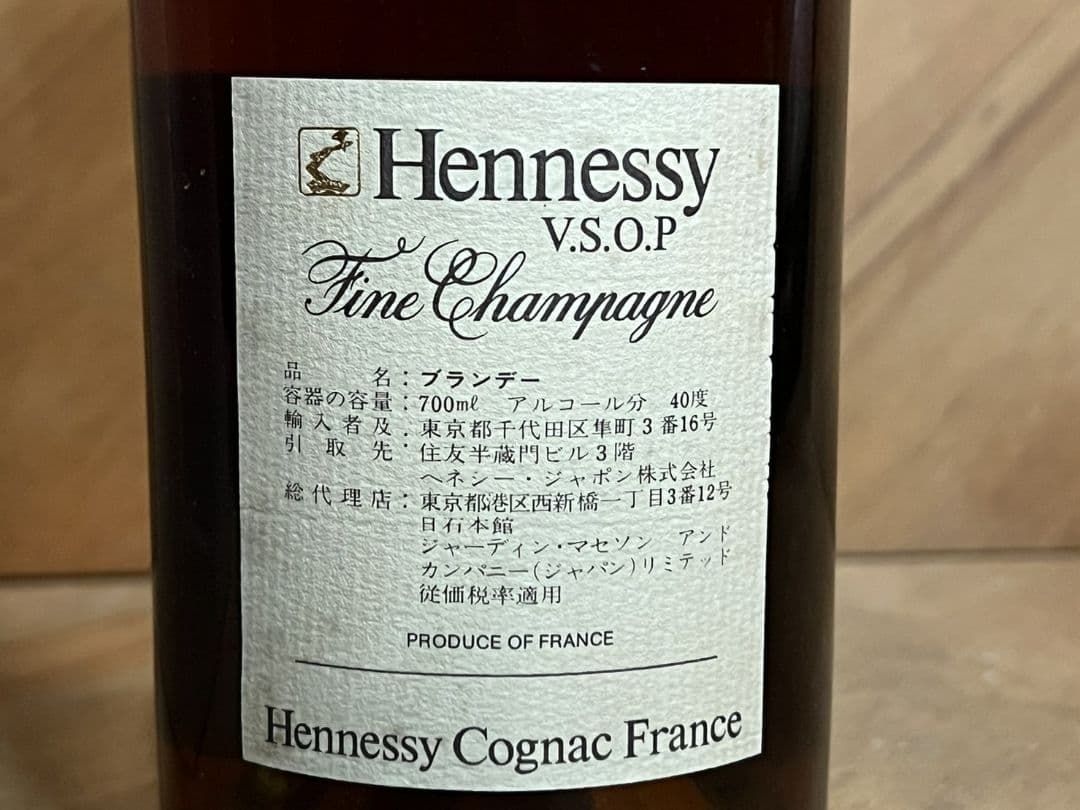 Hennessy
V.S.O.P
Fine Champagne
品名：ブランデー
容器の容量：700mℓ アルコール分 40度
輸入者及：東京都千代田区隼町3番16号
引取先 住友半蔵門ビル3階
ヘネシー・ジャポン株式会社
総代理店：東京都港区西新橋一丁目3番12号
日石本館
ジャーディン・マセソン アンド
カンパニー(ジャパン)リミテッド
従価税率適用
PRODUCE OF FRANCE
Hennessy Cognac France